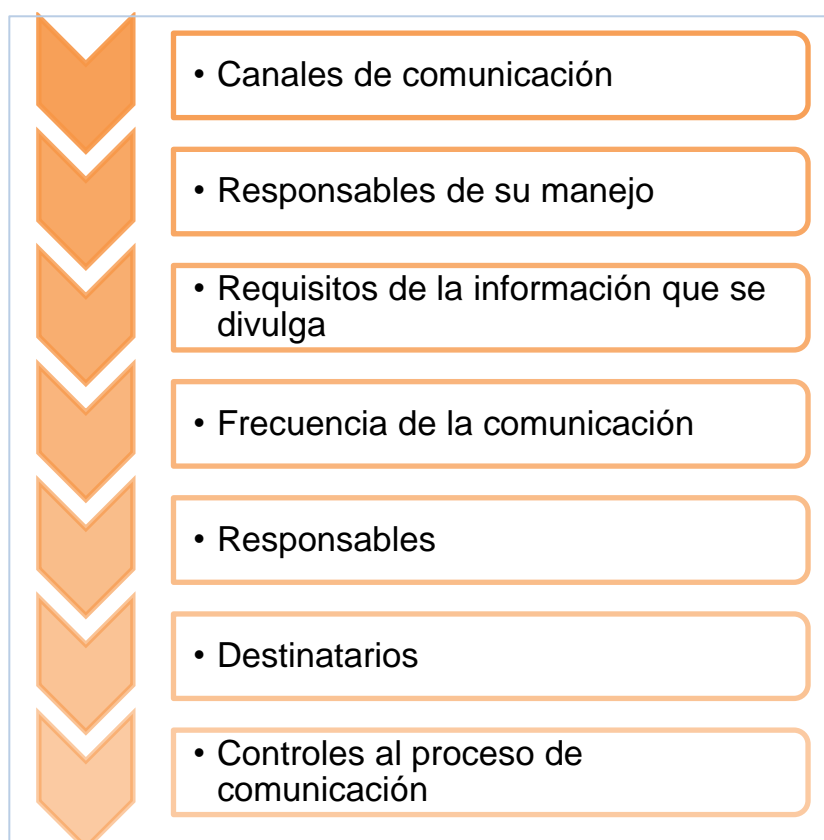 • Canales de comunicación
• Responsables de su manejo
• Requisitos de la información que se
divulga
• Frecuencia de la comunicación
• Responsables
• Destinatarios
• Controles al proceso de
comunicación